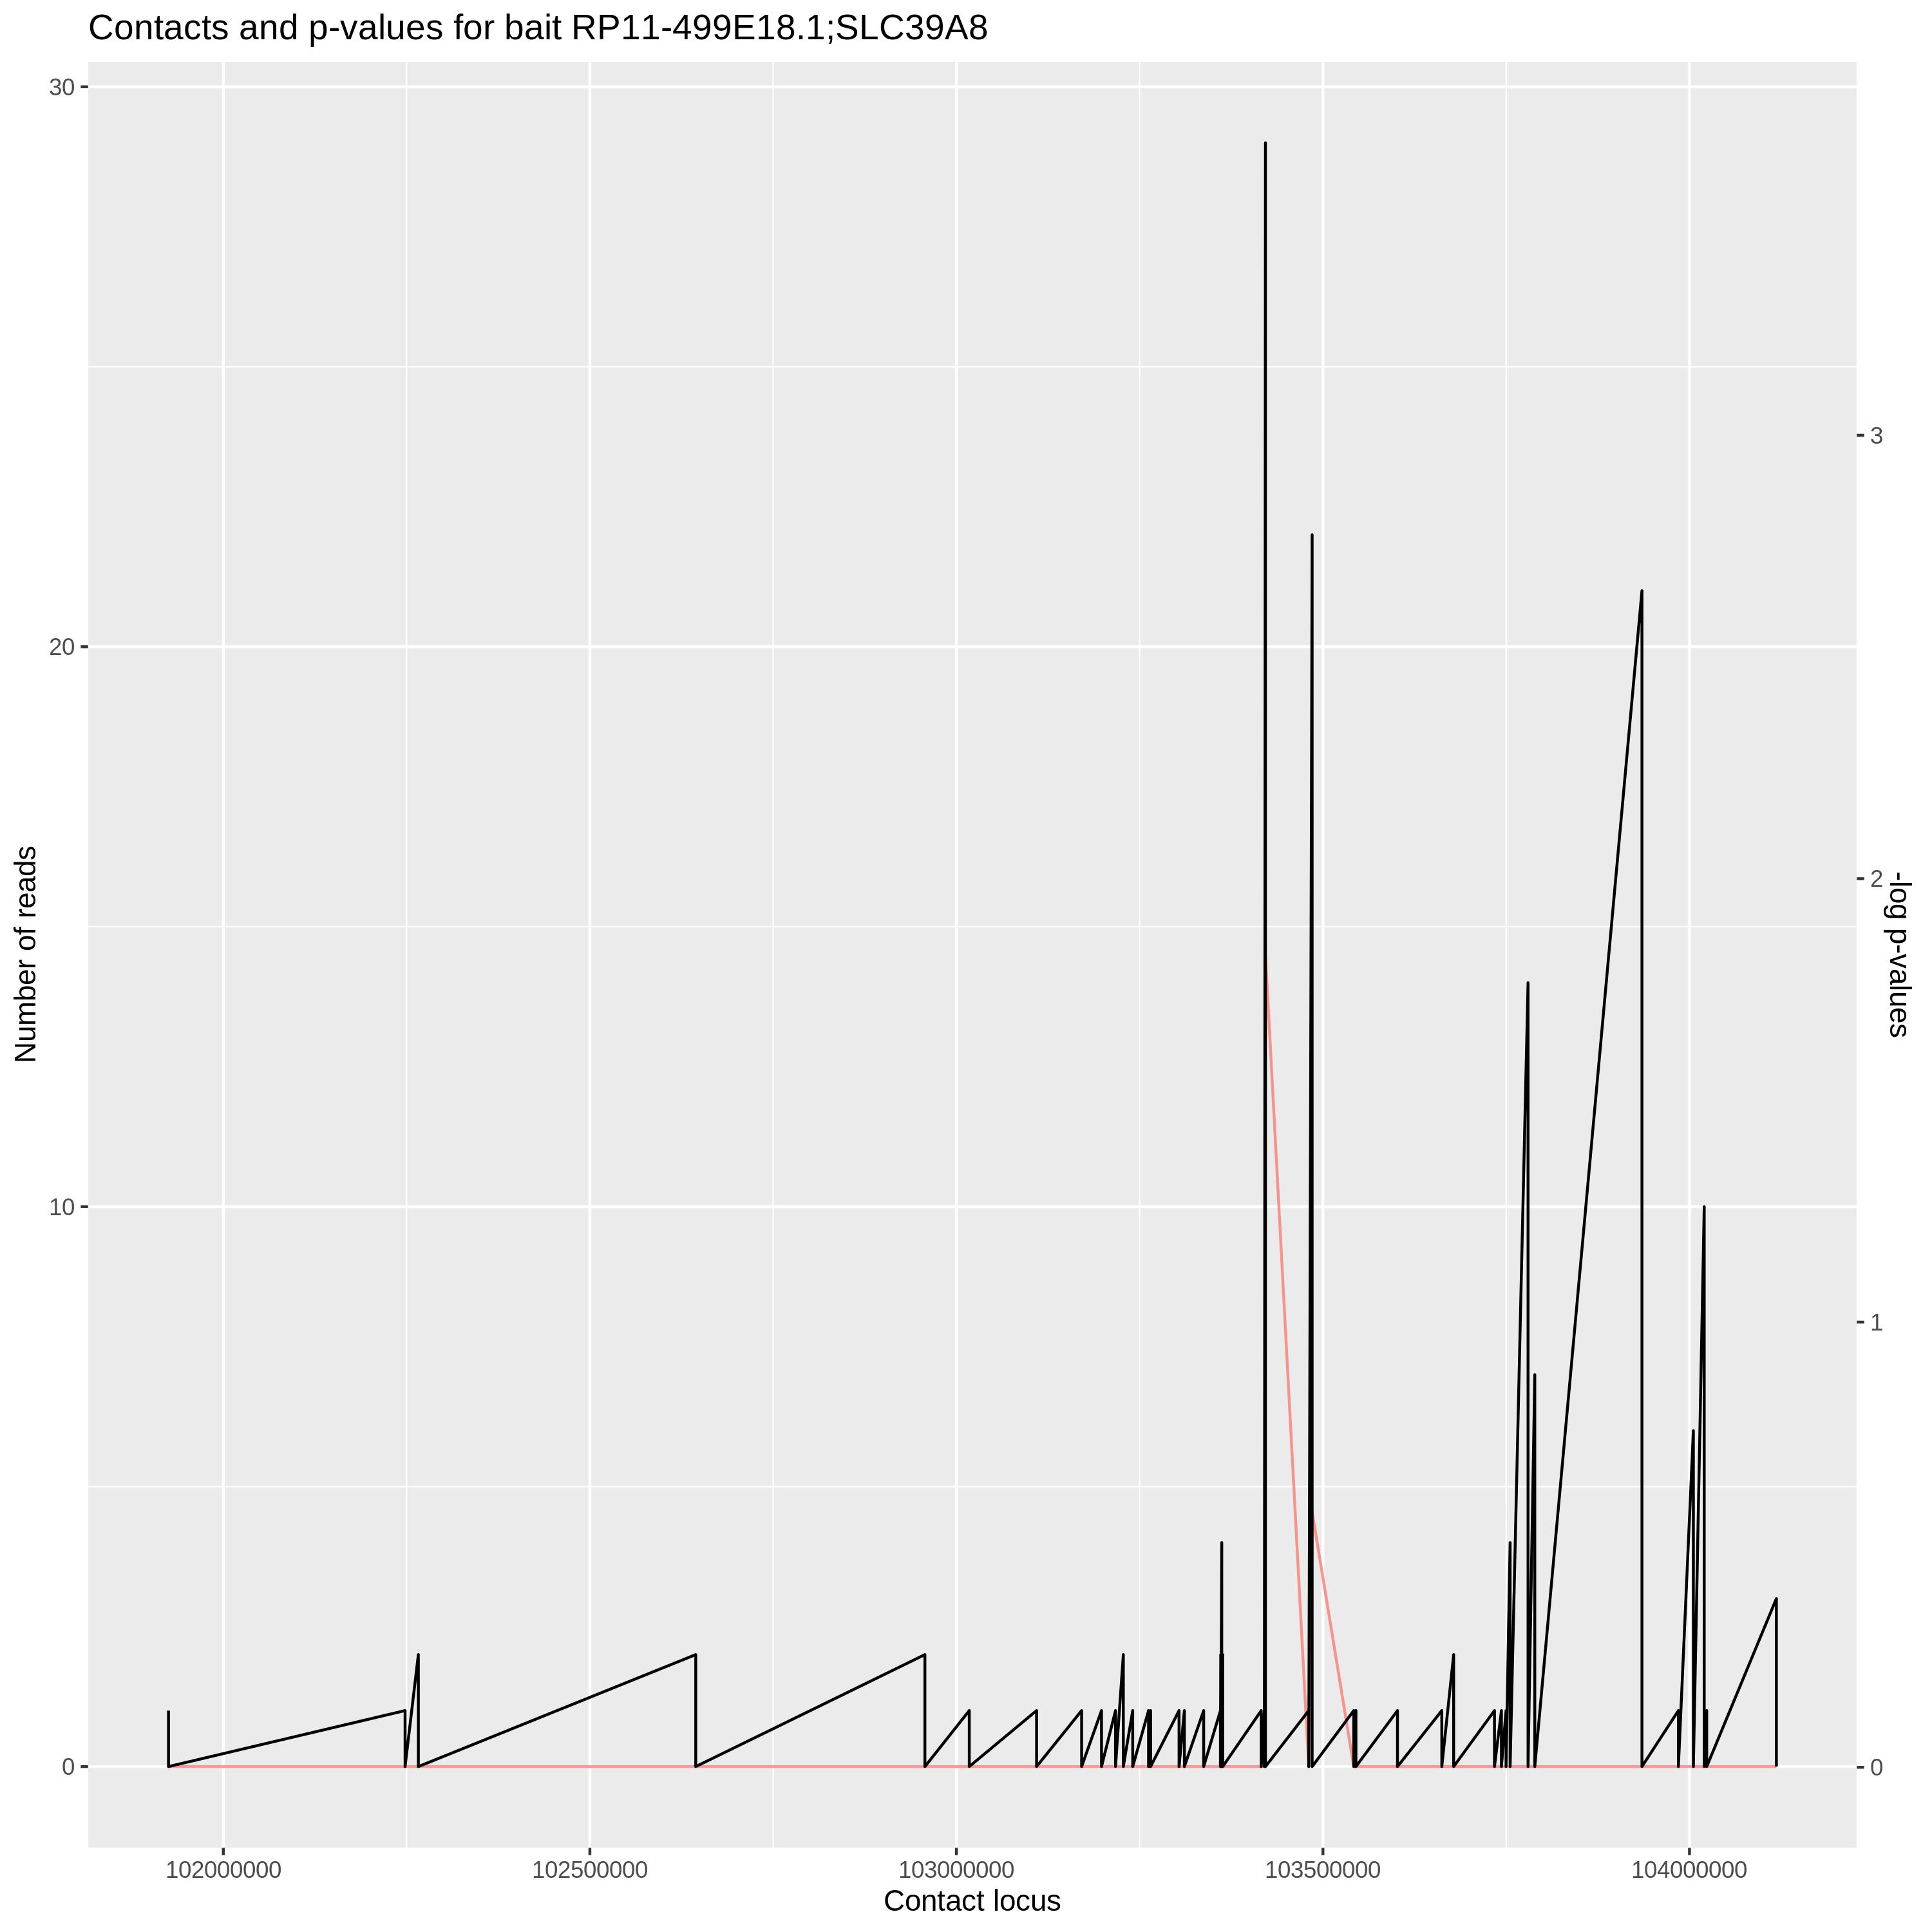 Contacts and p-values for bait RP11-499E18.1;SLC39A8
30
20
10
0
Number of reads
3
2
1
0
-log p-values
102000000 102500000 103000000 103500000 104000000
Contact locus